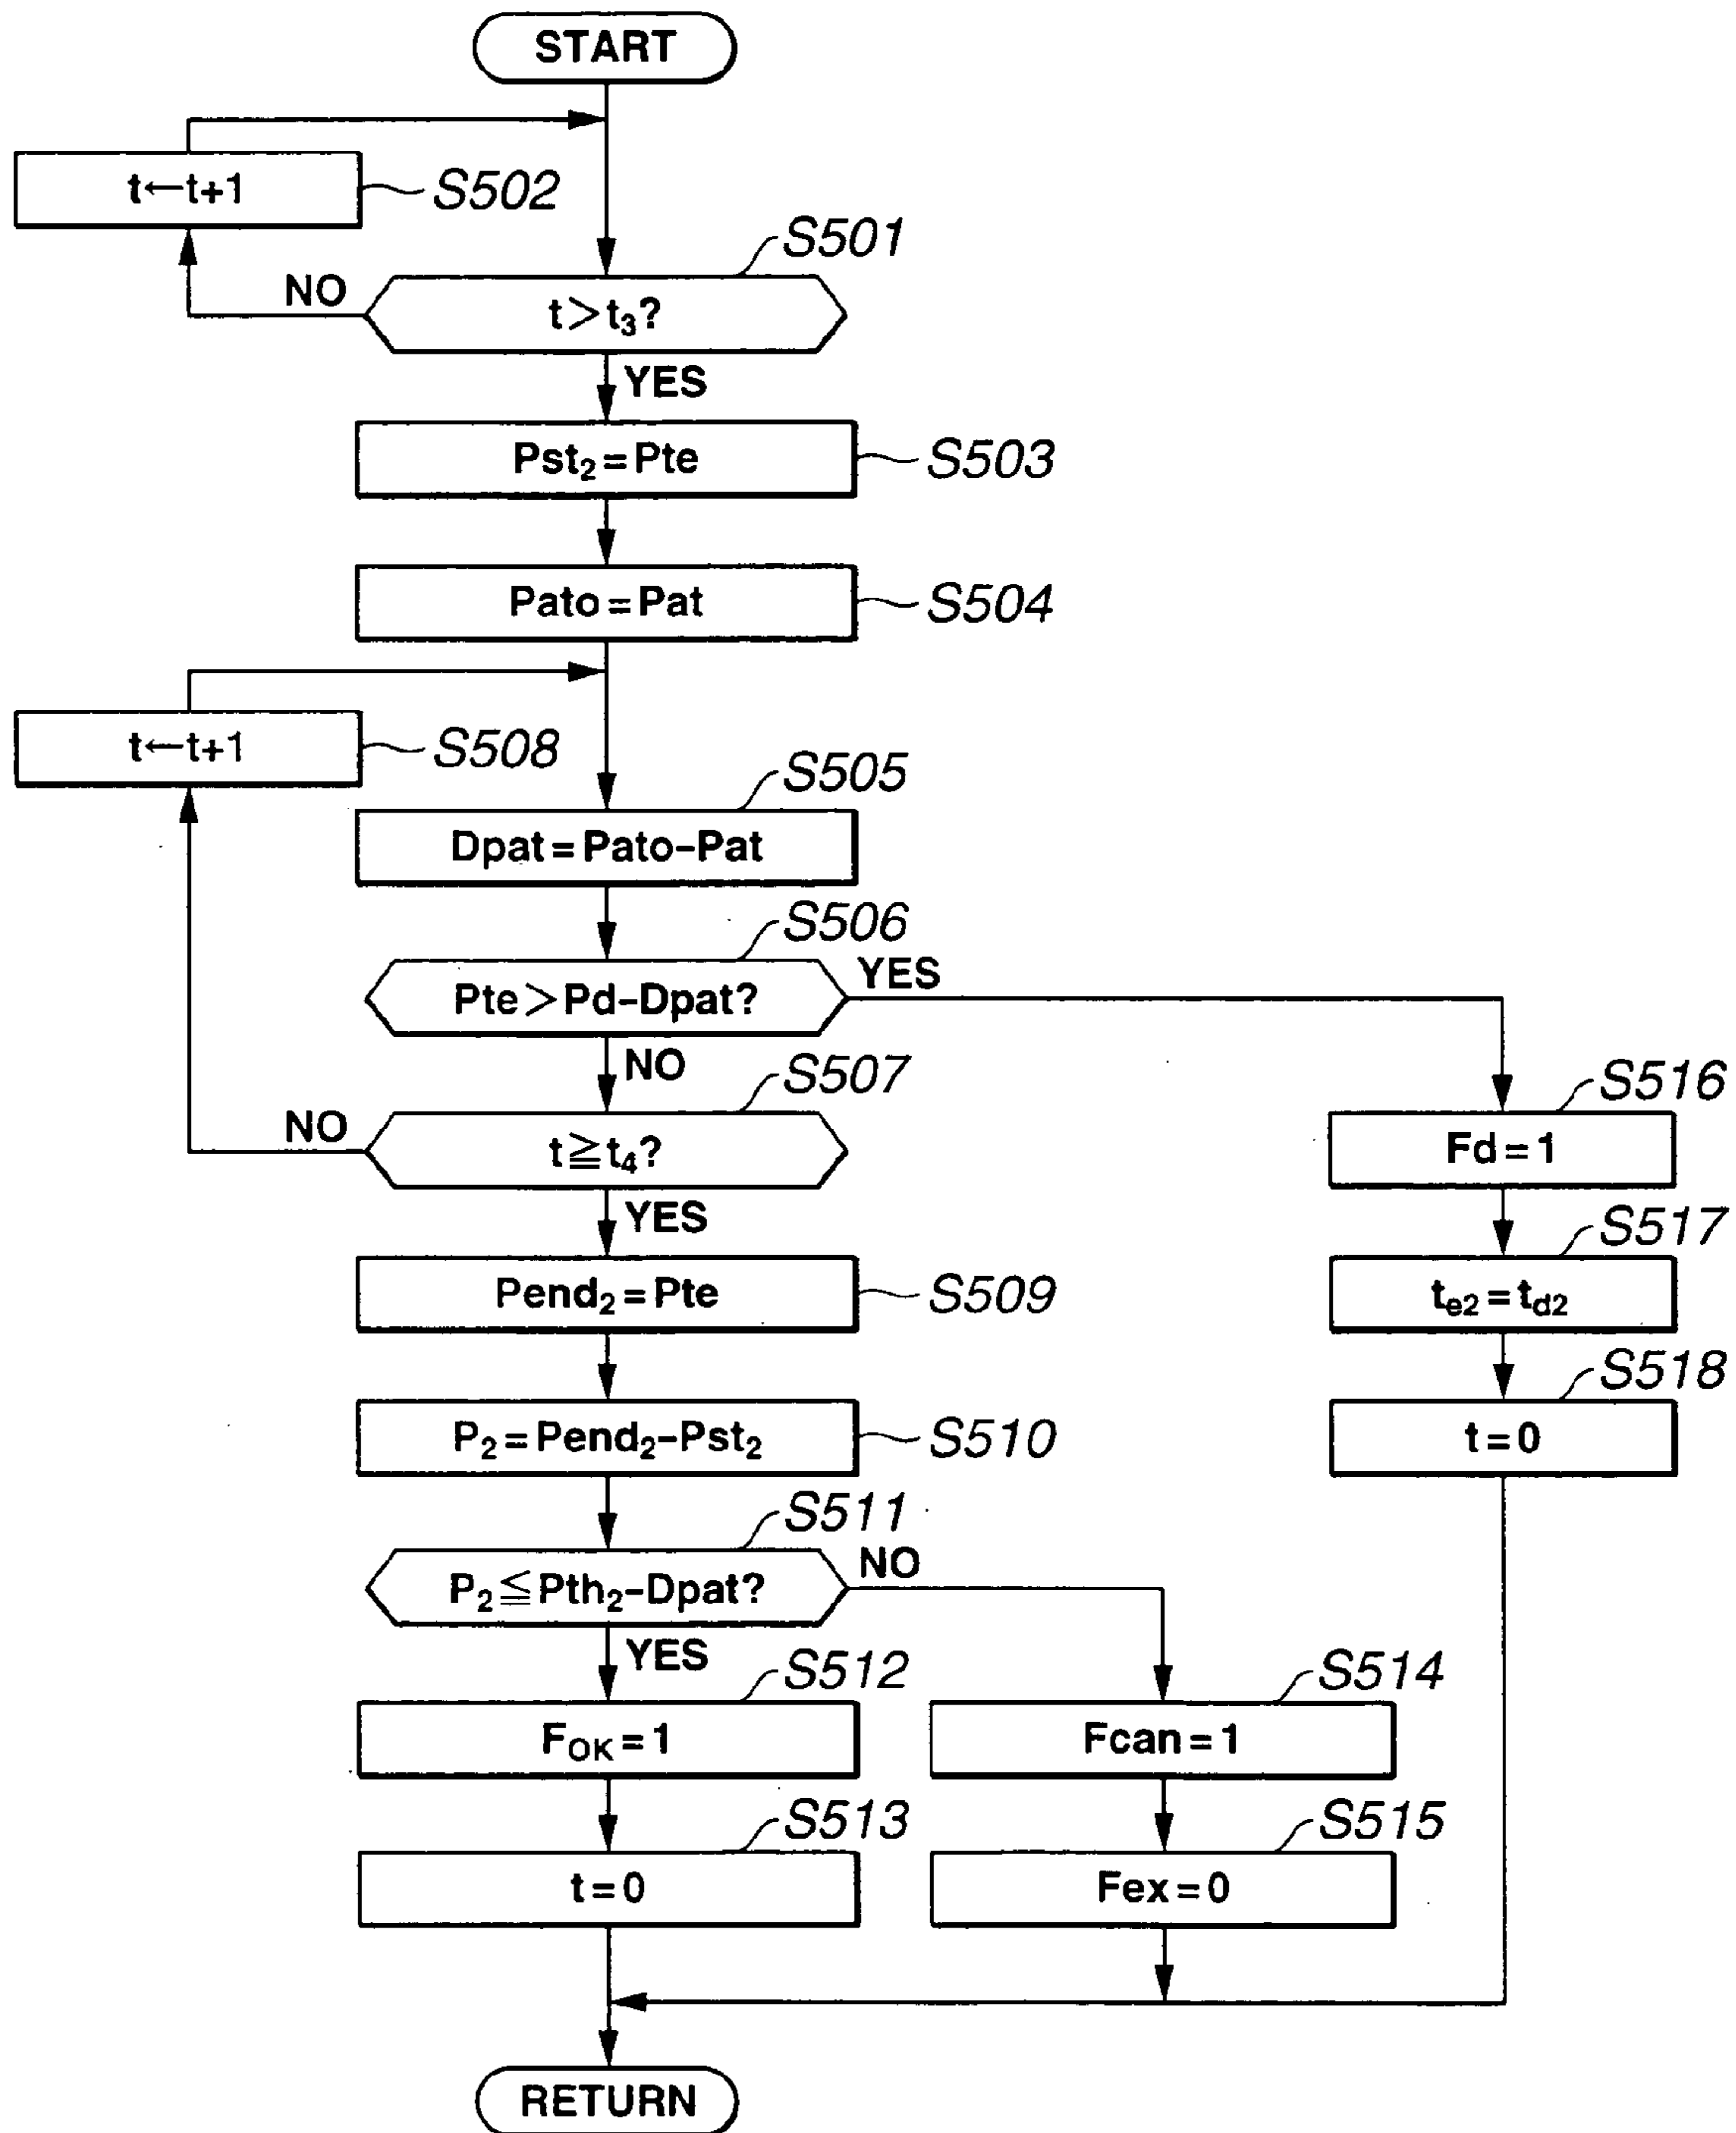 START
t←t+1
S502
S501
NO
t>t₃?
YES
Pst₂=Pte
S503
Pato=Pat
S504
t←t+1
S508
S505
Dpat=Pato-Pat
S506
Pte>Pd-Dpat?
YES
NO
S507
NO
t≧t₄?
YES
S516
Fd=1
S517
tₑ₂=t_d2
Pend₂=Pte
S509
S518
t=0
P₂=Pend₂-Pst₂
S510
S511
P₂≦Pth₂-Dpat?
NO
YES
S512
F_OK=1
S514
Fcan=1
S513
t=0
S515
Fex=0
RETURN